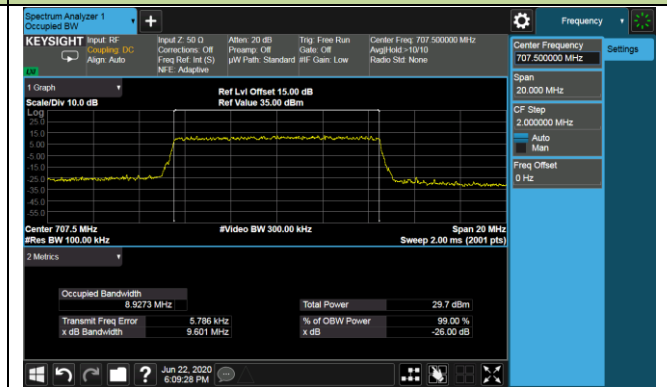 Spectrum Analyzer 1
Occupied BW
+
Frequency
KEYSIGHT
Input: RF
Coupling: DC
Align: Auto
Input Z: 50 Ω
Corrections: Off
Freq Ref: Int (S)
NFE: Adaptive
Atten: 20 dB
Preamp: Off
µW Path: Standard
Trig: Free Run
Gate: Off
#IF Gain: Low
Center Freq: 707.500000 MHz
Avg|Hold:>10/10
Radio Std: None
LXI
Center Frequency
707.500000 MHz
Settings
Span
20.000 MHz
CF Step
2.000000 MHz
Auto
Man
Freq Offset
0 Hz
1 Graph
Scale/Div 10.0 dB
Ref Lvl Offset 15.00 dB
Ref Value 35.00 dBm
Log
25.0
15.0
5.00
-5.00
-15.0
-25.0
-35.0
-45.0
-55.0
Center 707.5 MHz
#Video BW 300.00 kHz
Span 20 MHz
#Res BW 100.00 kHz
Sweep 2.00 ms (2001 pts)
2 Metrics
Occupied Bandwidth
8.9273 MHz
Total Power
29.7 dBm
Transmit Freq Error
5.786 kHz
% of OBW Power
99.00 %
x dB Bandwidth
9.601 MHz
x dB
-26.00 dB
?
Jun 22, 2020
6:09:28 PM